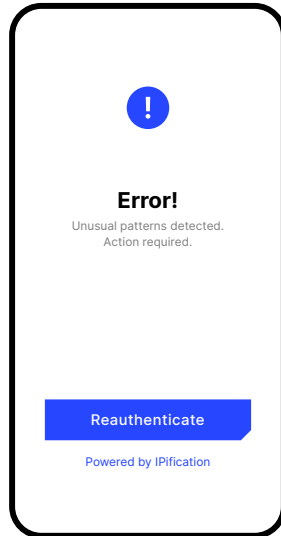 !
Error!
Unusual patterns detected.
Action required.
Reauthenticate
Powered by IPification